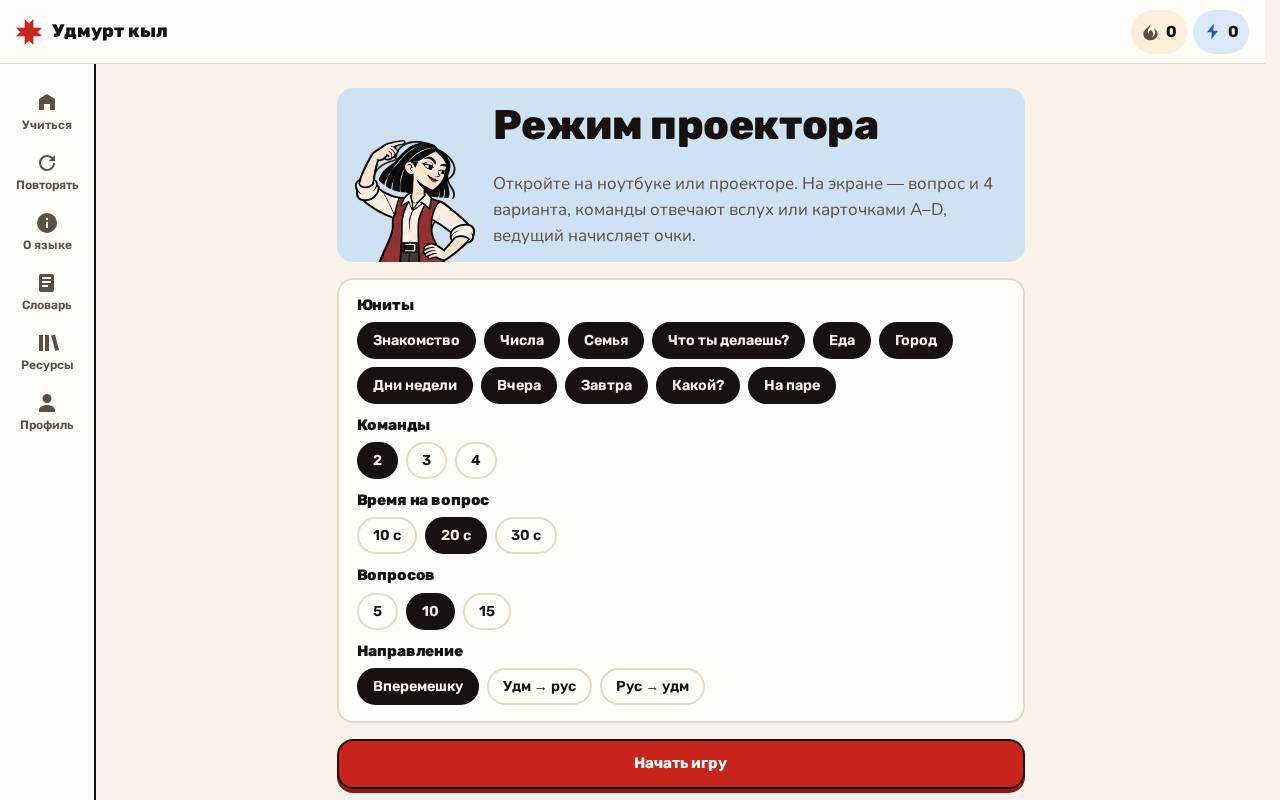 Удмурт кыл
0
0
Учиться
Повторять
О языке
Словарь
Ресурсы
Профиль
Режим проектора
Откройте на ноутбуке или проекторе. На экране — вопрос и 4
варианта, команды отвечают вслух или карточками A–D,
ведущий начисляет очки.
Юниты
Знакомство
Числа
Семья
Что ты делаешь?
Еда
Город
Дни недели
Вчера
Завтра
Какой?
На паре
Команды
2
3
4
Время на вопрос
10 с
20 с
30 с
Вопросов
5
10
15
Направление
Вперемешку
Удм → рус
Рус → удм
Начать игру